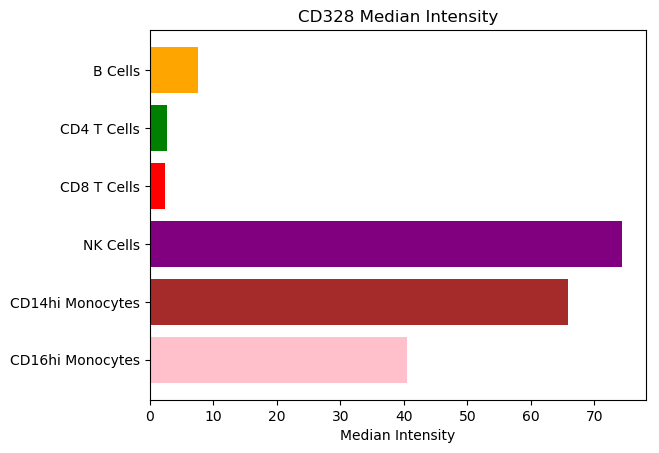 CD328 Median Intensity
B Cells
CD4 T Cells
CD8 T Cells
NK Cells
CD14hi Monocytes
CD16hi Monocytes
0 10 20 30 40 50 60 70
Median Intensity